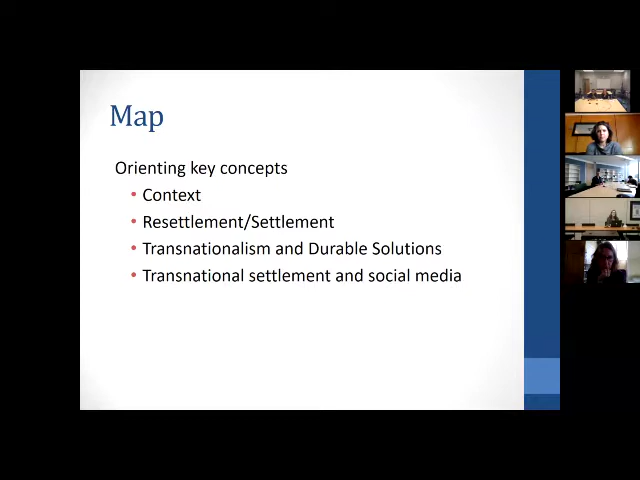 Map
Orienting key concepts
• Context
• Resettlement/Settlement
• Transnationalism and Durable Solutions
• Transnational settlement and social media